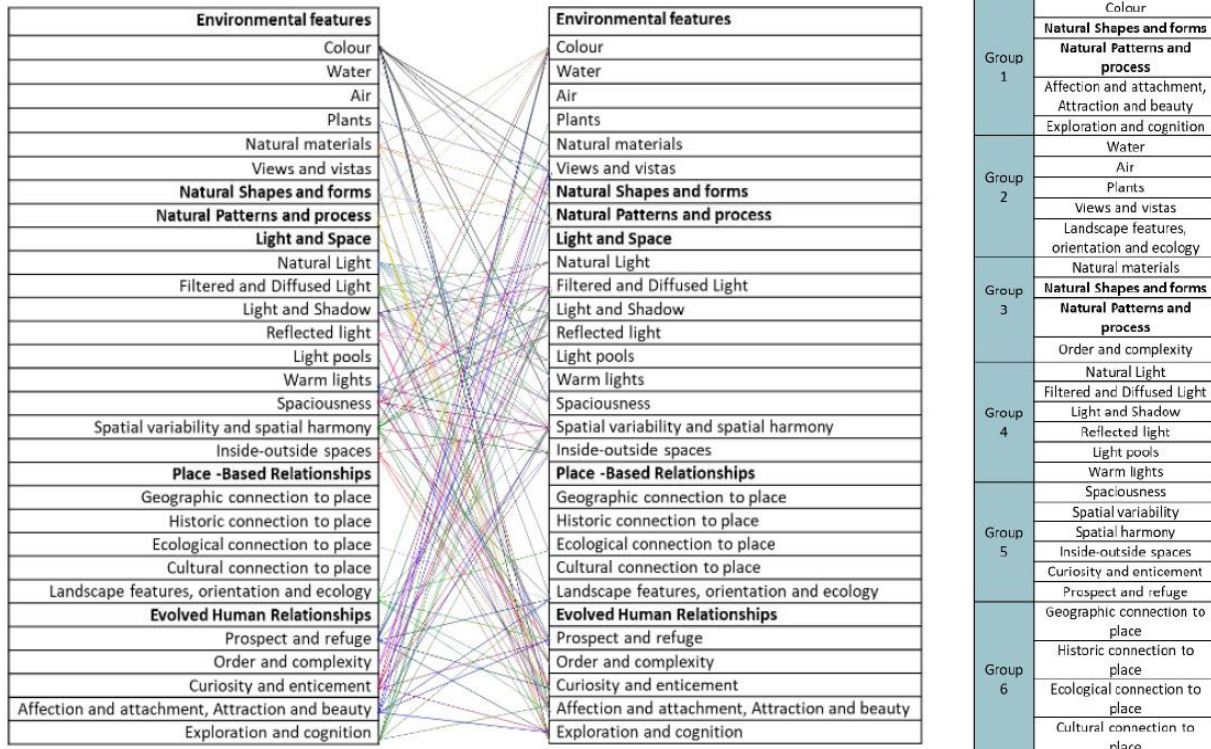 Environmental features
Colour
Water
Air
Plants
Natural materials
Views and vistas
Natural Shapes and forms
Natural Patterns and process
Light and Space
Natural Light
Filtered and Diffused Light
Light and Shadow
Reflected light
Light pools
Warm lights
Spaciousness
Spatial variability and spatial harmony
Inside-outside spaces
Place -Based Relationships
Geographic connection to place
Historic connection to place
Ecological connection to place
Cultural connection to place
Landscape features, orientation and ecology
Evolved Human Relationships
Prospect and refuge
Order and complexity
Curiosity and enticement
Affection and attachment, Attraction and beauty
Exploration and cognition
Environmental features
Colour
Water
Air
Plants
Natural materials
Views and vistas
Natural Shapes and forms
Natural Patterns and process
Light and Space
Natural Light
Filtered and Diffused Light
Light and Shadow
Reflected light
Light pools
Warm lights
Spaciousness
Spatial variability and spatial harmony
Inside-outside spaces
Place -Based Relationships
Geographic connection to place
Historic connection to place
Ecological connection to place
Cultural connection to place
Landscape features, orientation and ecology
Evolved Human Relationships
Prospect and refuge
Order and complexity
Curiosity and enticement
Affection and attachment, Attraction and beauty
Exploration and cognition
Group
1
Colour
Natural Shapes and forms
Natural Patterns and
process
Affection and attachment,
Attraction and beauty
Exploration and cognition
Group
2
Water
Air
Plants
Views and vistas
Landscape features,
orientation and ecology
Group
3
Natural materials
Natural Shapes and forms
Natural Patterns and
process
Order and complexity
Group
4
Natural Light
Filtered and Diffused Light
Light and Shadow
Reflected light
Light pools
Warm lights
Group
5
Spaciousness
Spatial variability
Spatial harmony
Inside-outside spaces
Curiosity and enticement
Prospect and refuge
Group
6
Geographic connection to
place
Historic connection to
place
Ecological connection to
place
Cultural connection to
place